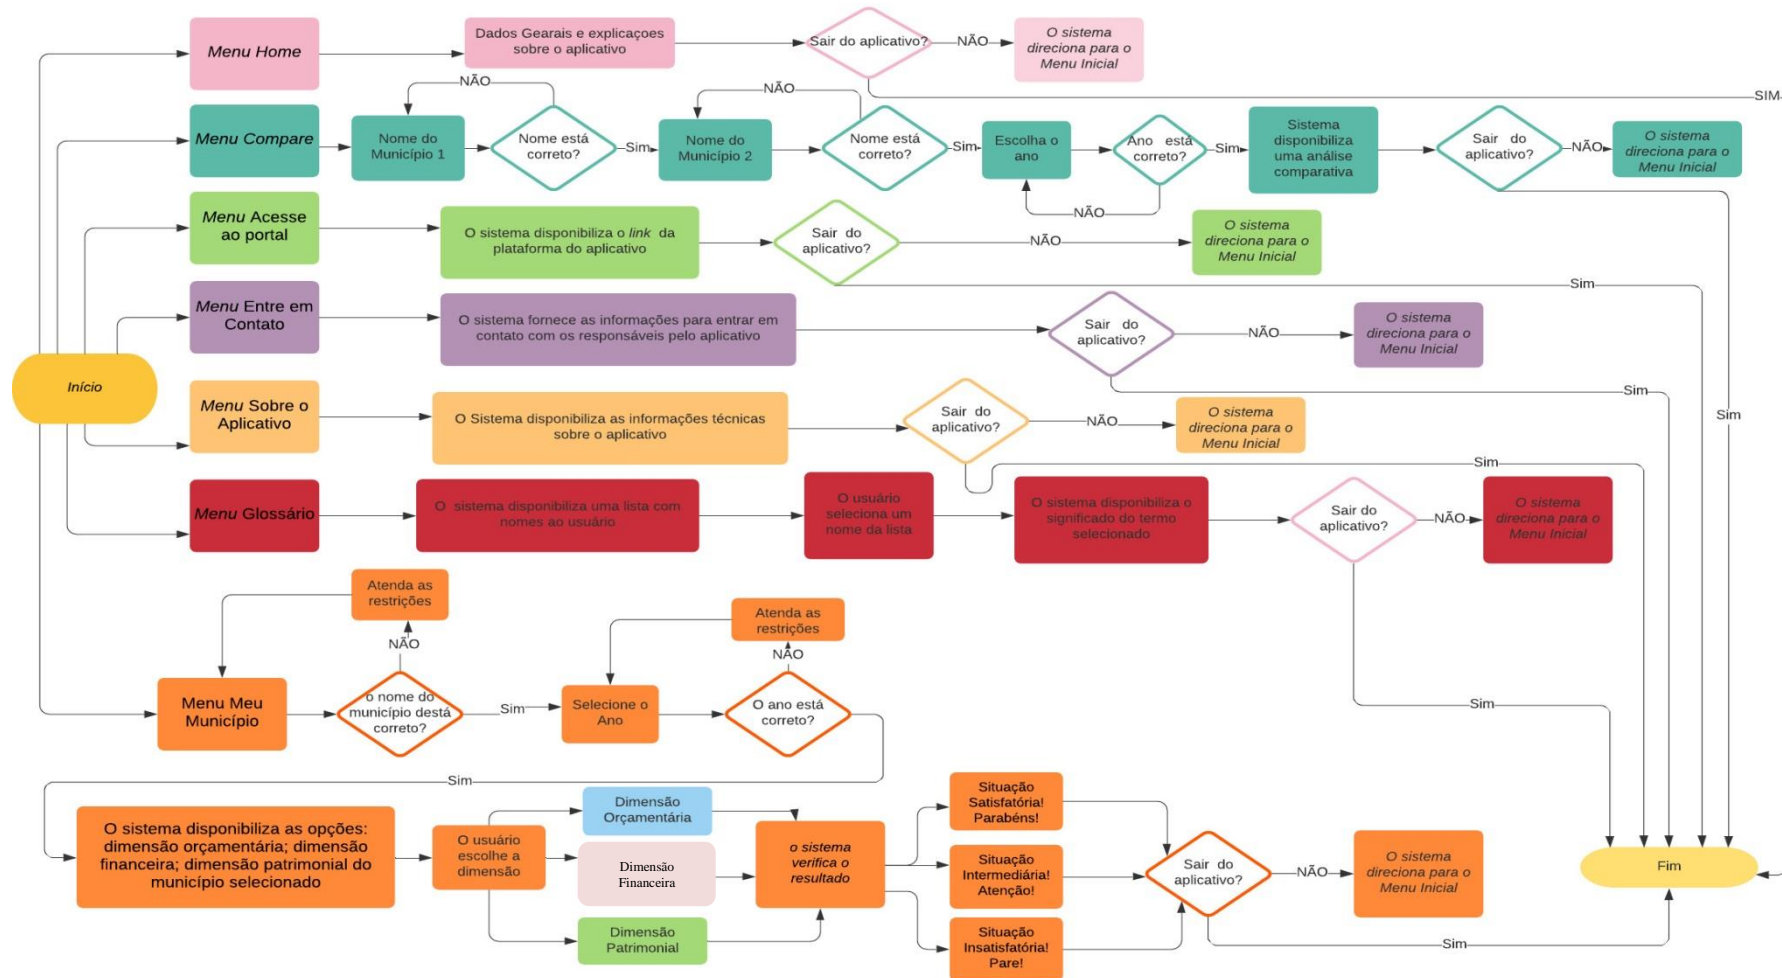 Menu Home
Dados Gearais e explicaçoes
sobre o aplicativo
Sair do aplicativo?
NÃO
O sistema
direciona para o
Menu Inicial
SIM
Menu Compare
Nome do
Município 1
NÃO
Nome está
correto?
Sim
Nome do
Município 2
NÃO
Nome está
correto?
Sim
Escolha o
ano
Ano está
correto?
NÃO
Sim
Sistema
disponibiliza
uma análise
comparativa
Sair do
aplicativo?
NÃO
O sistema
direciona para o
Menu Inicial
Sim
Menu Acesse
ao portal
O sistema disponibiliza o link da
plataforma do aplicativo
Sair do
aplicativo?
NÃO
O sistema
direciona para o
Menu Inicial
Sim
Menu Entre em
Contato
O sistema fornece as informações para entrar em
contato com os responsáveis pelo aplicativo
Sair do
aplicativo?
NÃO
O sistema
direciona para o
Menu Inicial
Sim
Início
Menu Sobre o
Aplicativo
O Sistema disponibiliza as informações técnicas
sobre o aplicativo
Sair do
aplicativo?
NÃO
O sistema
direciona para o
Menu Inicial
Sim
Menu Glossário
O sistema disponibiliza uma lista com
nomes ao usuário
O usuário
seleciona um
nome da lista
O sistema disponibiliza o
significado do termo
selecionado
Sair do
aplicativo?
NÃO
O sistema
direciona para o
Menu Inicial
Sim
Atenda as
restrições
NÃO
Menu Meu
Município
o nome do
município destá
correto?
Sim
Atenda as
restrições
NÃO
Selecione o
Ano
O ano está
correto?
Sim
O sistema disponibiliza as opções:
dimensão orçamentária; dimensão
financeira; dimensão patrimonial do
município selecionado
O usuário
escolhe a
dimensão
Dimensão
Orçamentária
Dimensão
Financeira
Dimensão
Patrimonial
o sistema
verifica o
resultado
Situação
Satisfatória!
Parabéns!
Situação
Intermediária!
Atenção!
Situação
Insatisfatória!
Pare!
Sair do
aplicativo?
NÃO
O sistema
direciona para o
Menu Inicial
Sim
Fim